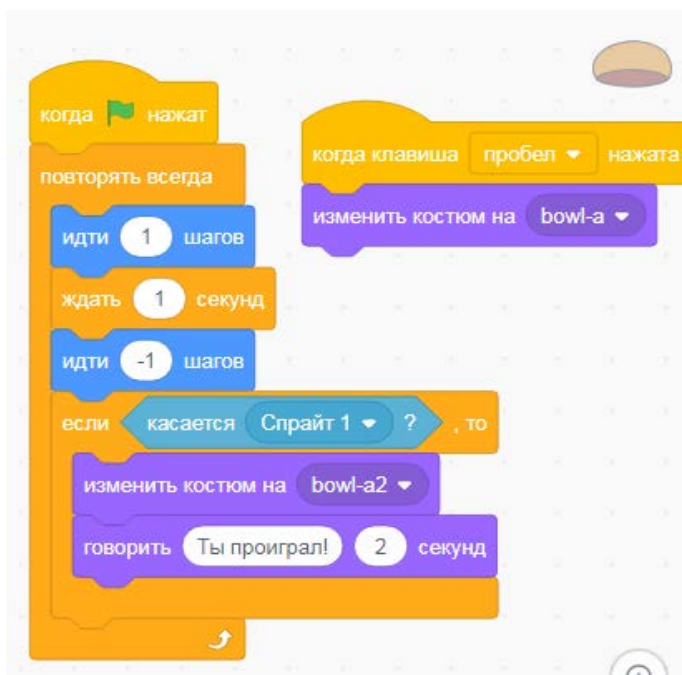 когда нажат
повторять всегда
идти 1 шагов
ждать 1 секунд
идти -1 шагов
если касается Спрайт 1 ? , то
изменить костюм на bowl-a2
говорить Ты проиграл! 2 секунд
когда клавиша пробел нажата
изменить костюм на bowl-a